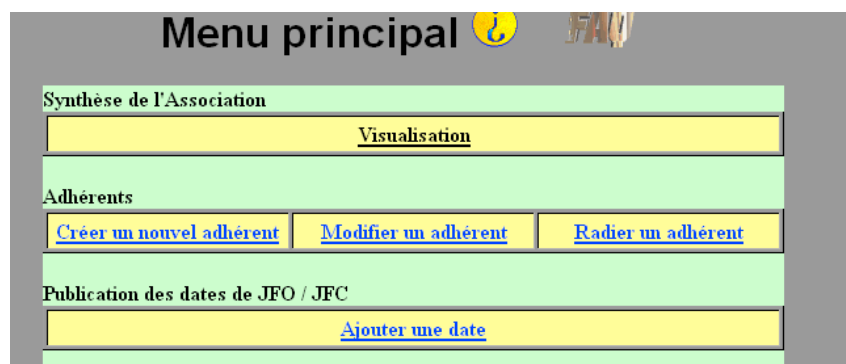 Menu principal FAQ
Synthèse de l'Association
Visualisation
Adhérents
Créer un nouvel adhérent Modifier un adhérent Radier un adhérent
Publication des dates de JFO / JFC
Ajouter une date